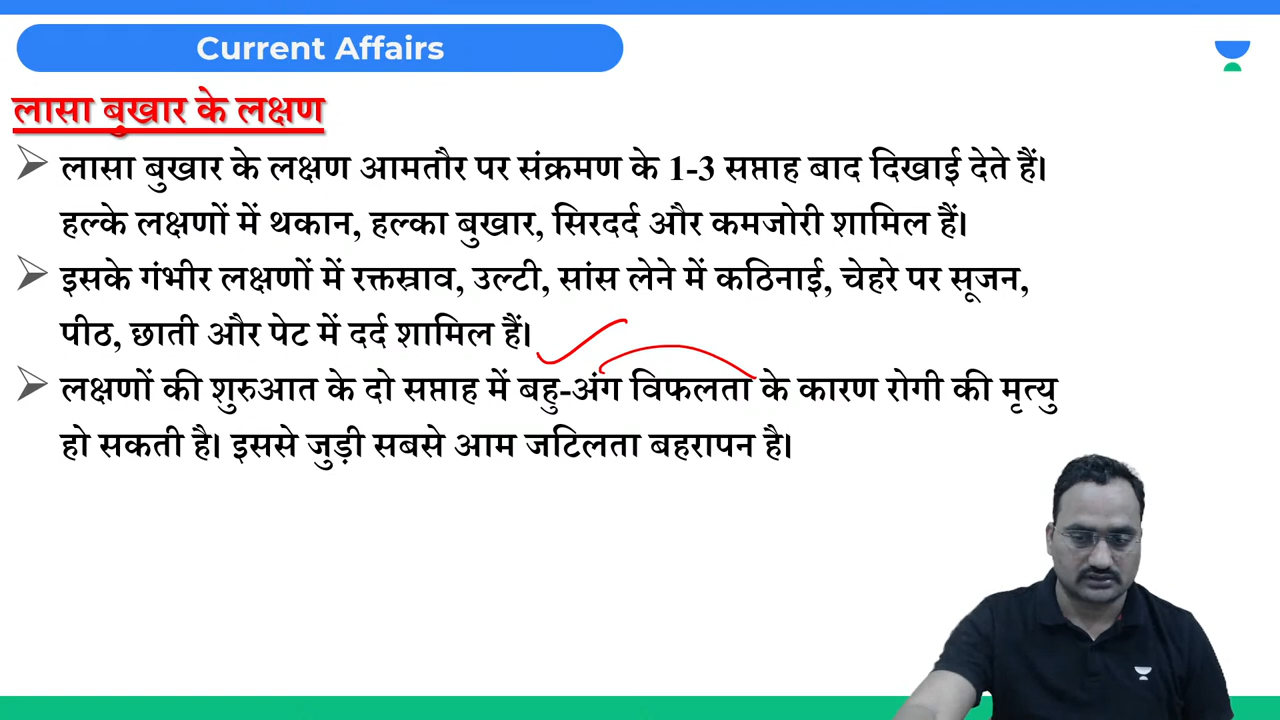 Current Affairs
लासा बुखार के लक्षण
लासा बुखार के लक्षण आमतौर पर संक्रमण के 1-3 सप्ताह बाद दिखाई देते हैं।
हल्के लक्षणों में थकान, हल्का बुखार, सिरदर्द और कमजोरी शामिल हैं।
इसके गंभीर लक्षणों में रक्तस्राव, उल्टी, सांस लेने में कठिनाई, चेहरे पर सूजन,
पीठ, छाती और पेट में दर्द शामिल हैं।
लक्षणों की शुरुआत के दो सप्ताह में बहु-अंग विफलता के कारण रोगी की मृत्यु
हो सकती है। इससे जुड़ी सबसे आम जटिलता बहरापन है।